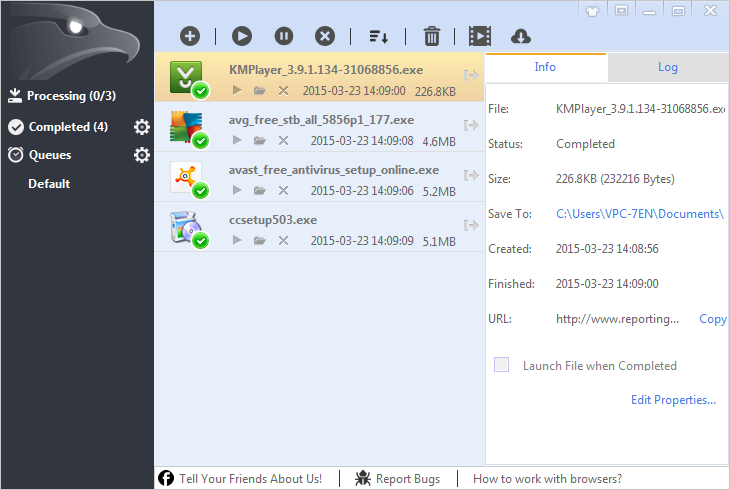 Processing (0/3)
Completed (4)
Queues
Default
KMPlayer_3.9.1.134-31068856.exe
2015-03-23 14:09:00 226.8KB
avg_free_stb_all_5856p1_177.exe
2015-03-23 14:09:08 4.6MB
avast_free_antivirus_setup_online.exe
2015-03-23 14:09:06 5.2MB
ccsetup503.exe
2015-03-23 14:09:09 5.1MB
Info Log
File: KMPlayer_3.9.1.134-31068856.exe
Status: Completed
Size: 226.8KB (232216 Bytes)
Save To: C:\Users\VPC-7EN\Documents\
Created: 2015-03-23 14:08:56
Finished: 2015-03-23 14:09:00
URL: http://www.reporting... Copy
Launch File when Completed
Edit Properties...
Tell Your Friends About Us! Report Bugs How to work with browsers?